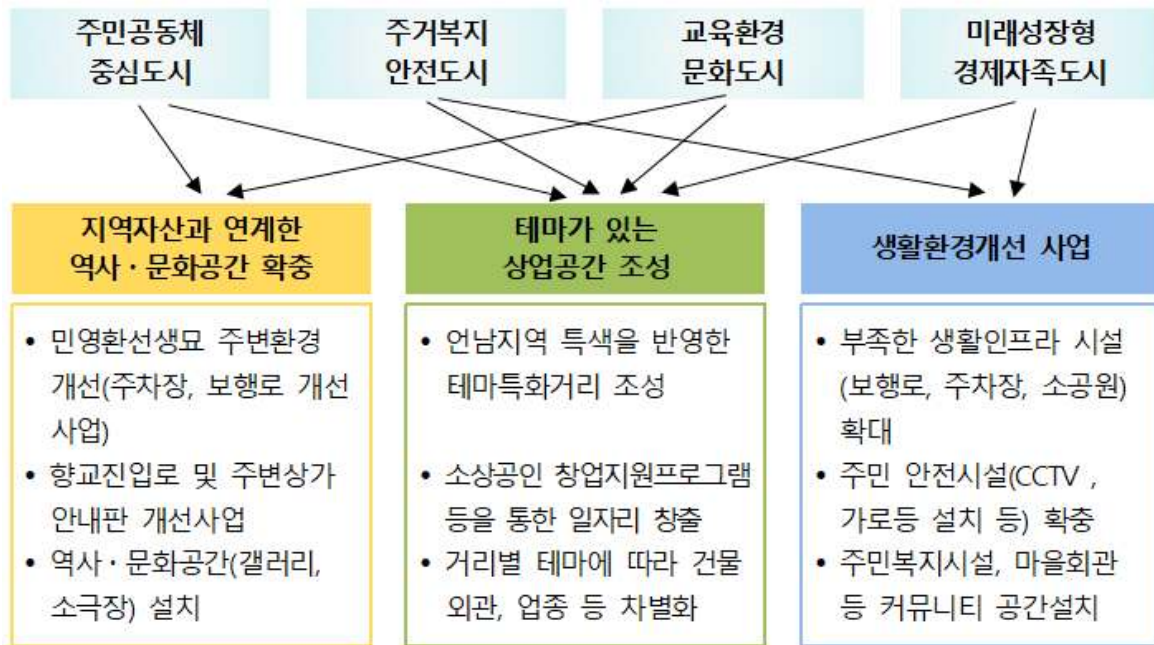 주민공동체
중심도시
주거복지
안전도시
교육환경
문화도시
미래성장형
경제자족도시
지역자산과 연계한
역사·문화공간 확충
• 민영환선생묘 주변환경
개선(주차장, 보행로 개선
사업)
• 향교진입로 및 주변상가
안내판 개선사업
• 역사·문화공간(갤러리,
소극장) 설치
테마가 있는
상업공간 조성
• 언남지역 특색을 반영한
테마특화거리 조성
• 소상공인 창업지원프로그램
등을 통한 일자리 창출
• 거리별 테마에 따라 건물
외관, 업종 등 차별화
생활환경개선 사업
• 부족한 생활인프라 시설
(보행로, 주차장, 소공원)
확대
• 주민 안전시설(CCTV ,
가로등 설치 등) 확충
• 주민복지시설, 마을회관
등 커뮤니티 공간설치